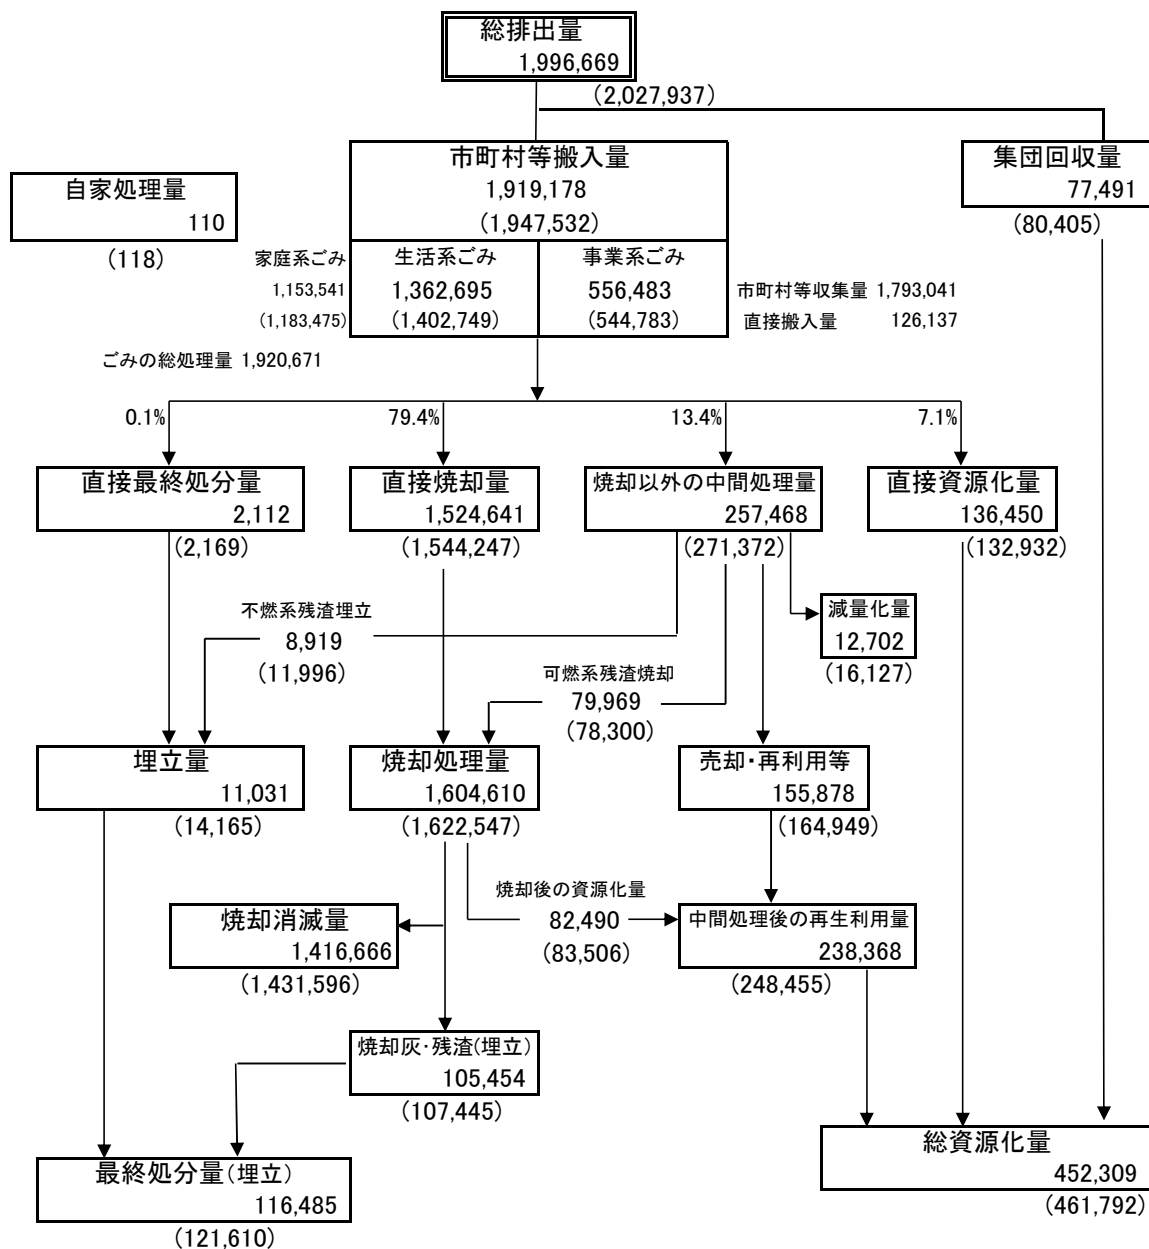 総排出量
1,996,669
(2,027,937)
市町村等搬入量
1,919,178
(1,947,532)
集団回収量
77,491
(80,405)
自家処理量
110
(118)
家庭系ごみ
1,153,541
(1,183,475)
生活系ごみ
1,362,695
(1,402,749)
事業系ごみ
556,483
(544,783)
市町村等収集量 1,793,041
直接搬入量 126,137
ごみの総処理量 1,920,671
0.1%
79.4%
13.4%
7.1%
直接最終処分量
2,112
(2,169)
直接焼却量
1,524,641
(1,544,247)
焼却以外の中間処理量
257,468
(271,372)
直接資源化量
136,450
(132,932)
不燃系残渣埋立
8,919
(11,996)
減量化量
12,702
(16,127)
可燃系残渣焼却
79,969
(78,300)
埋立量
11,031
(14,165)
焼却処理量
1,604,610
(1,622,547)
売却・再利用等
155,878
(164,949)
焼却後の資源化量
82,490
(83,506)
焼却消滅量
1,416,666
(1,431,596)
中間処理後の再生利用量
238,368
(248,455)
焼却灰・残渣(埋立)
105,454
(107,445)
最終処分量(埋立)
116,485
(121,610)
総資源化量
452,309
(461,792)